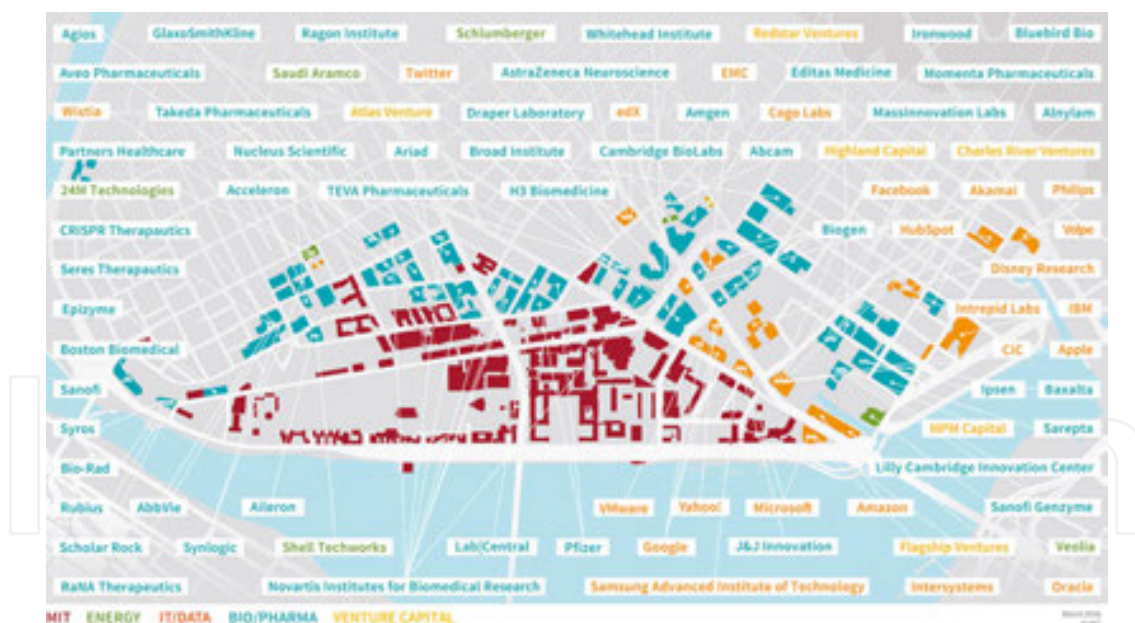 Agios GlaxoSmithKline Ragon Institute Schlumberger Whitehead Institute Redstar Ventures Ironwood Bluebird Bio
Aveo Pharmaceuticals Saudi Aramco Twitter AstraZeneca Neuroscience EMC Editas Medicine Momenta Pharmaceuticals
Wistia Takeda Pharmaceuticals Atlas Venture Draper Laboratory edX Amgen Cogo Labs MassInnovation Labs Alnylam
Partners Healthcare Nucleus Scientific Ariad Broad Institute Cambridge BioLabs Abcam Highland Capital Charles River Ventures
24M Technologies Acceleron TEVA Pharmaceuticals H3 Biomedicine Facebook Akamai Philips
CRISPR Therapautics Biogen HubSpot Volpe
Seres Therapautics Disney Research
Epizyme Intrepid Labs IBM
Boston Biomedical CIC Apple
Sanofi Ipsen Baxalta
Syros MPM Capital Sarepta
Bio-Rad Lilly Cambridge Innovation Center
Rubius AbbVie Aileron VMware Yahoo! Microsoft Amazon Sanofi Genzyme
Scholar Rock Synlogic Shell Techworks Lab|Central Pfizer Google J&J Innovation Flagship Ventures Veolia
RaNA Therapeutics Novartis Institutes for Biomedical Research Samsung Advanced Institute of Technology Intersystems Oracle
MIT ENERGY IT/DATA BIO/PHARMA VENTURE CAPITAL